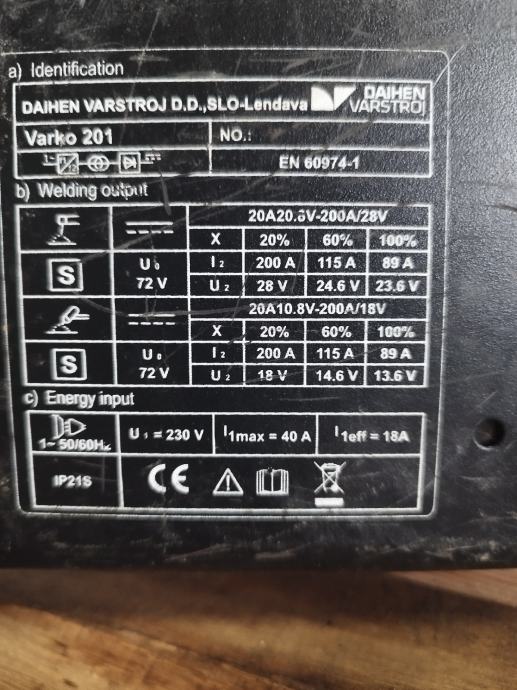 a) Identification
DAIHEN VARSTROJ D.D.,SLO-Lendava DAIHEN VARSTROJ
Varko 201 NO.:
EN 60974-1
b) Welding output
20A20.8V-200A/28V
X 20% 60% 100%
S U0 72 V I2 200 A 115 A 89 A
U2 28 V 24.6 V 23.6 V
20A10.8V-200A/18V
X 20% 60% 100%
S U0 72 V I2 200 A 115 A 89 A
U2 18 V 14.6 V 13.6 V
c) Energy input
1~ 50/60Hz U1 = 230 V I1max = 40 A I1eff = 18A
IP21S CE